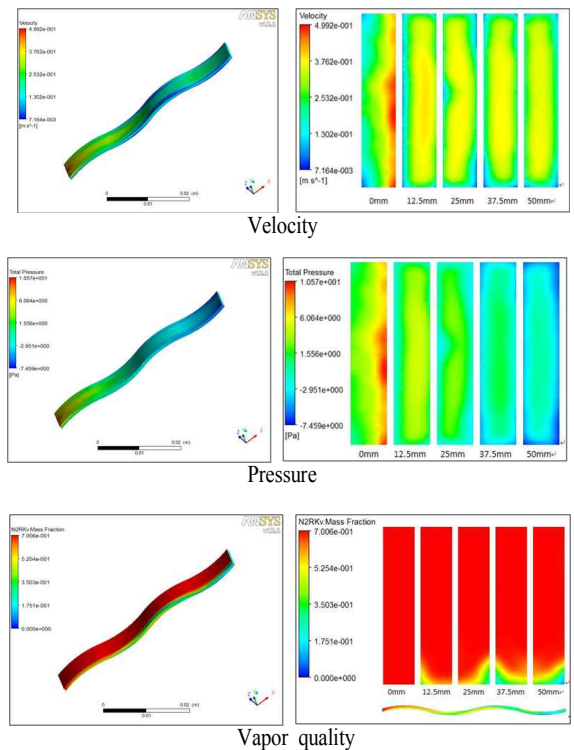 Velocity
4.992e-001
3.762e-001
2.532e-001
1.302e-001
7.164e-003
[m s^-1]
ANSYS
0 0.02 (m)
0.01
Velocity
4.992e-001
3.762e-001
2.532e-001
1.302e-001
7.164e-003
[m s^-1]
0mm 12.5mm 25mm 37.5mm 50mm
Velocity
Total Pressure
1.057e+001
6.064e+000
1.556e+000
-2.951e+000
-7.459e+000
[Pa]
ANSYS
0 0.02 (m)
0.01
Total Pressure
1.057e+001
6.064e+000
1.556e+000
-2.951e+000
-7.459e+000
[Pa]
0mm 12.5mm 25mm 37.5mm 50mm
Pressure
N2RKv.Mass Fraction
7.006e-001
5.254e-001
3.503e-001
1.751e-001
0.000e+000
ANSYS
0 0.02 (m)
0.01
N2RKv.Mass Fraction
7.006e-001
5.254e-001
3.503e-001
1.751e-001
0.000e+000
0mm 12.5mm 25mm 37.5mm 50mm
Vapor quality